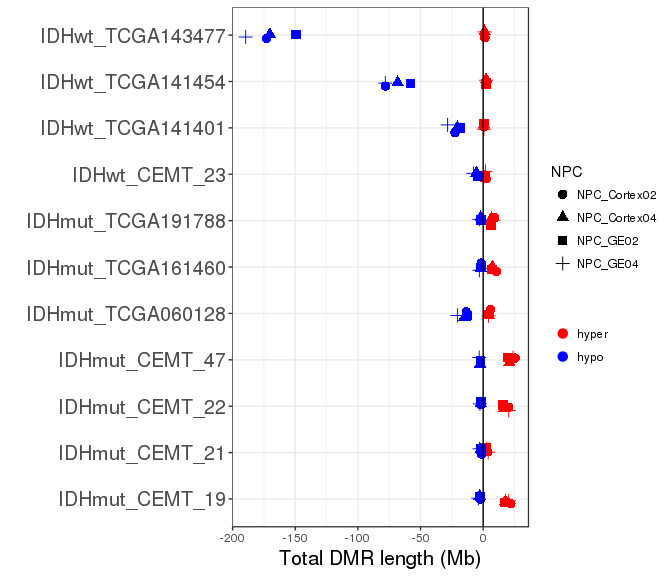 IDHwt_TCGA143477
IDHwt_TCGA141454
IDHwt_TCGA141401
IDHwt_CEMT_23
IDHmut_TCGA191788
IDHmut_TCGA161460
IDHmut_TCGA060128
IDHmut_CEMT_47
IDHmut_CEMT_22
IDHmut_CEMT_21
IDHmut_CEMT_19
-200 -150 -100 -50 0
Total DMR length (Mb)
NPC
NPC_Cortex02
NPC_Cortex04
NPC_GE02
NPC_GE04
hyper
hypo